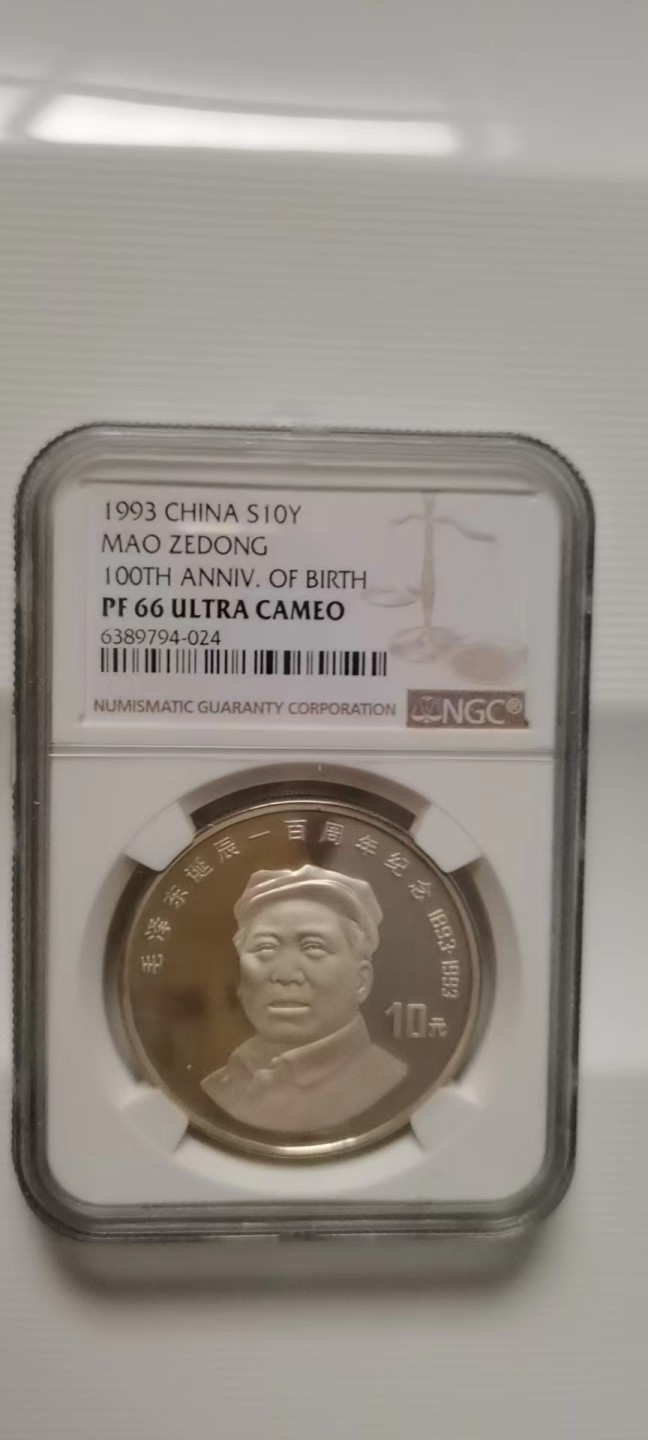 1993 CHINA S10Y
MAO ZEDONG
100TH ANNIV. OF BIRTH
PF 66 ULTRA CAMEO
6389794-024
NUMISMATIC GUARANTY CORPORATION
NGC®
毛泽东诞辰一百周年纪念 1893-1993
10元